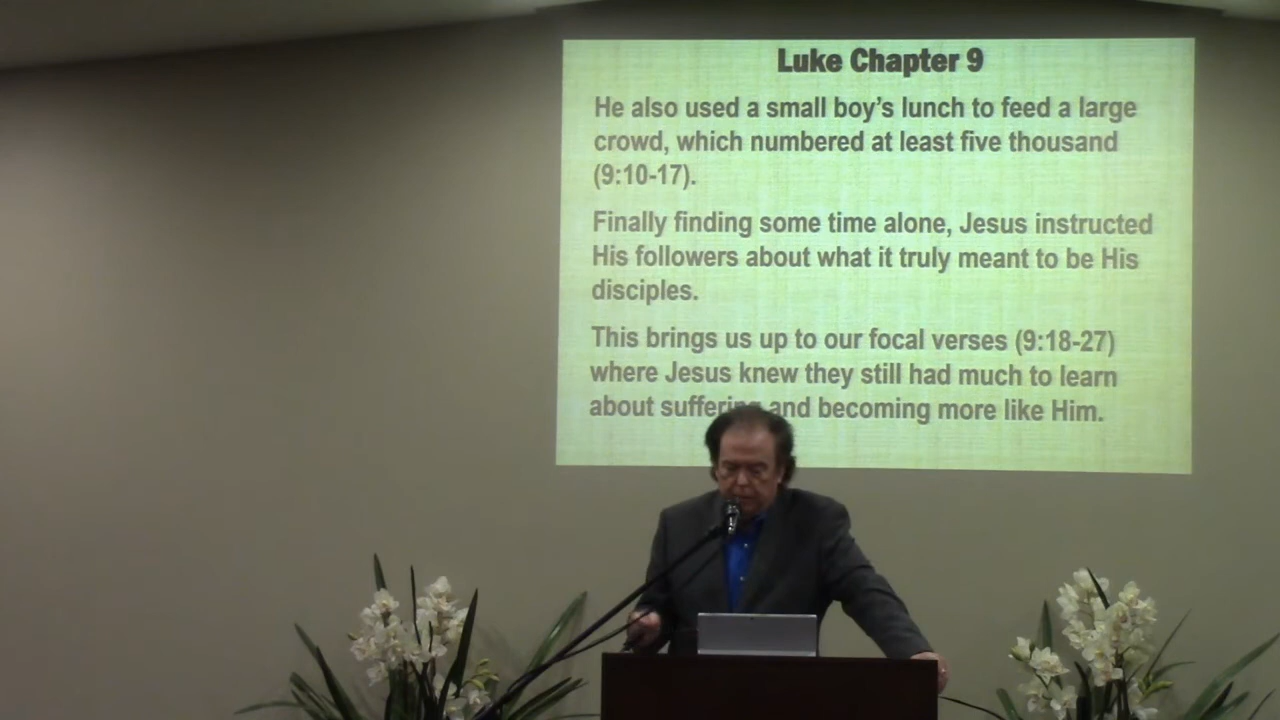 Luke Chapter 9
He also used a small boy's lunch to feed a large
crowd, which numbered at least five thousand
(9:10-17).
Finally finding some time alone, Jesus instructed
His followers about what it truly meant to be His
disciples.
This brings us up to our focal verses (9:18-27)
where Jesus knew they still had much to learn
about suffering and becoming more like Him.